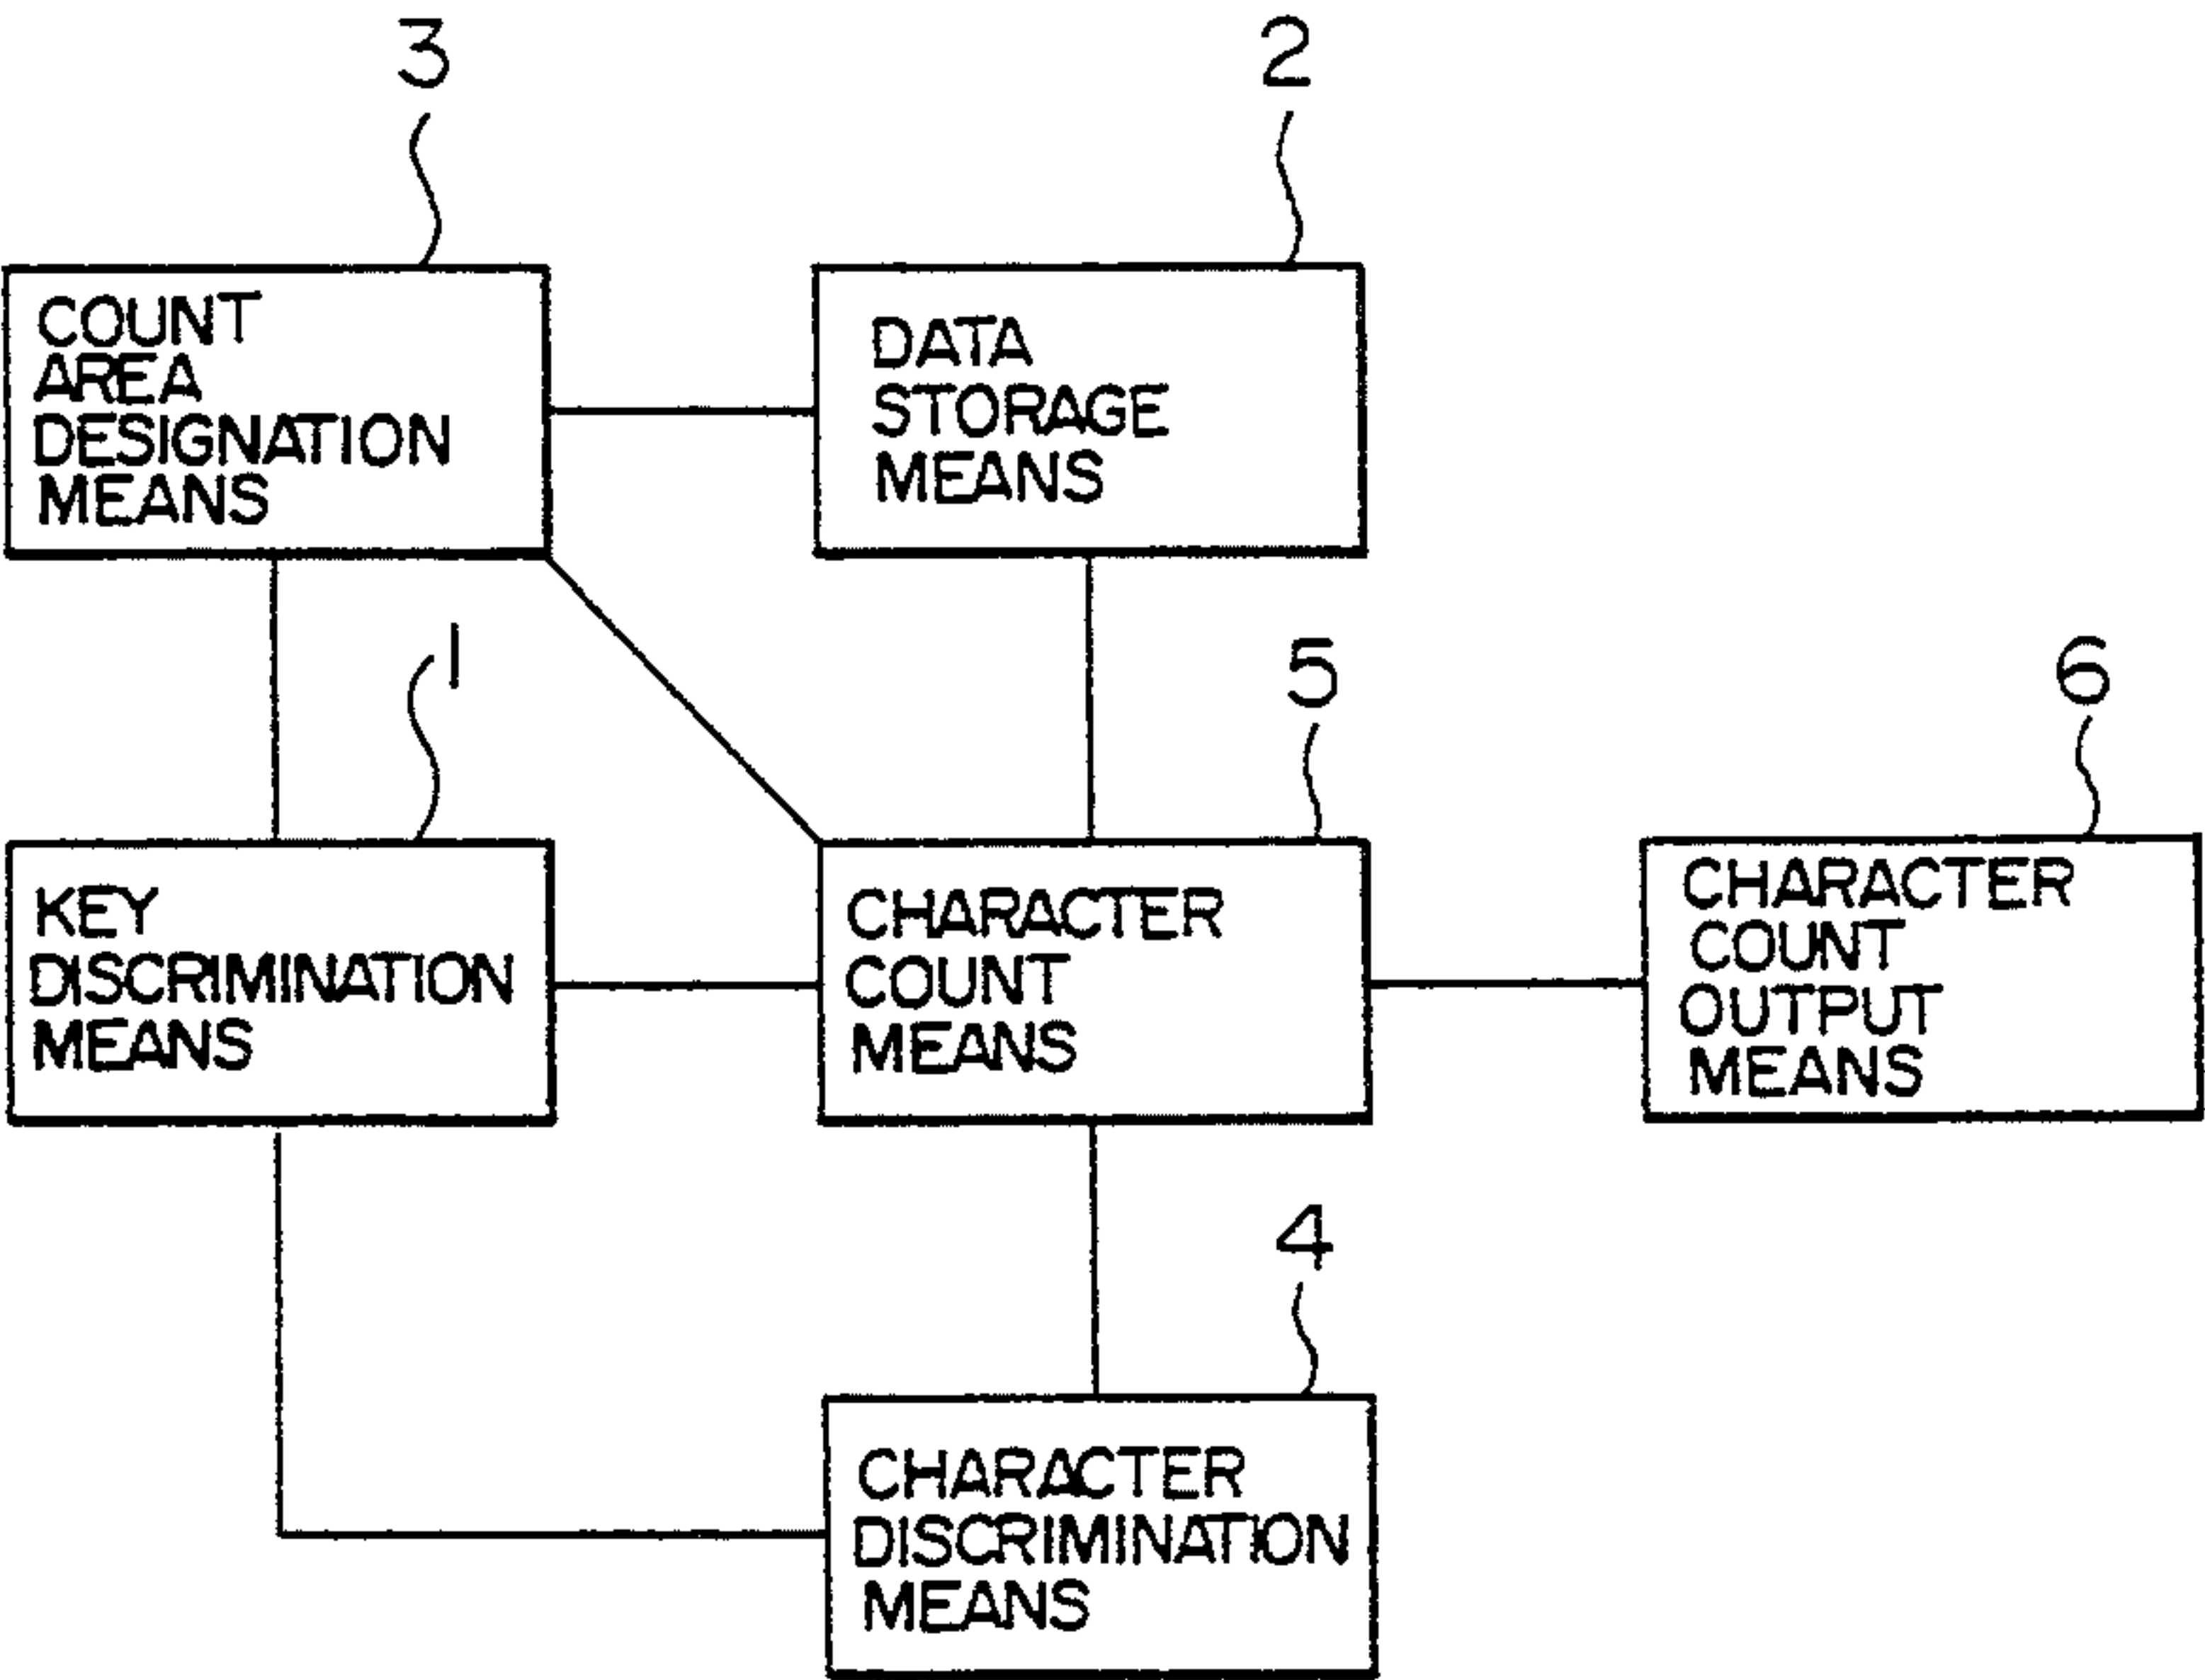 3
2
COUNT
AREA
DESIGNATION
MEANS
DATA
STORAGE
MEANS
1
5
6
KEY
DISCRIMINATION
MEANS
CHARACTER
COUNT
MEANS
CHARACTER
COUNT
OUTPUT
MEANS
4
CHARACTER
DISCRIMINATION
MEANS